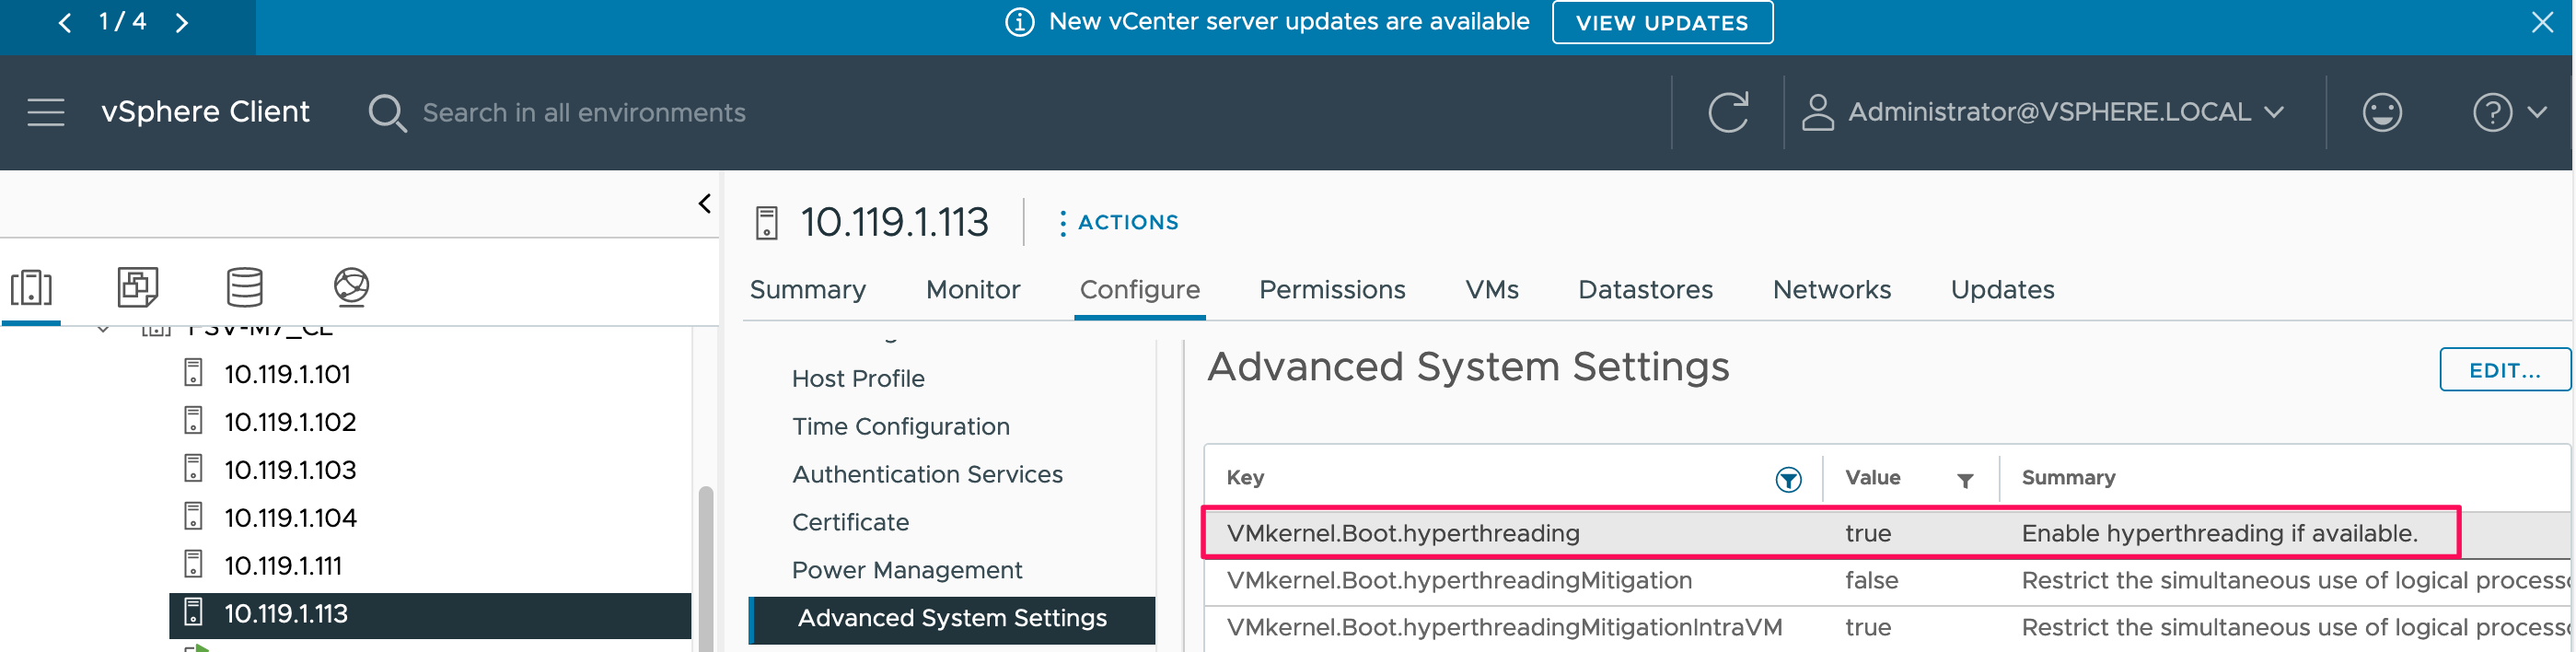 1 / 4
New vCenter server updates are available VIEW UPDATES
vSphere Client Search in all environments Administrator@VSPHERE.LOCAL
10.119.1.113 ACTIONS
Summary Monitor Configure Permissions VMs Datastores Networks Updates
10.119.1.101
10.119.1.102
10.119.1.103
10.119.1.104
10.119.1.111
10.119.1.113
Host Profile
Time Configuration
Authentication Services
Certificate
Power Management
Advanced System Settings
Advanced System Settings EDIT...
Key Value Summary
VMkernel.Boot.hyperthreading true Enable hyperthreading if available.
VMkernel.Boot.hyperthreadingMitigation false Restrict the simultaneous use of logical
VMkernel.Boot.hyperthreadingMitigationIntraVM true Restrict the simultaneous use of logical